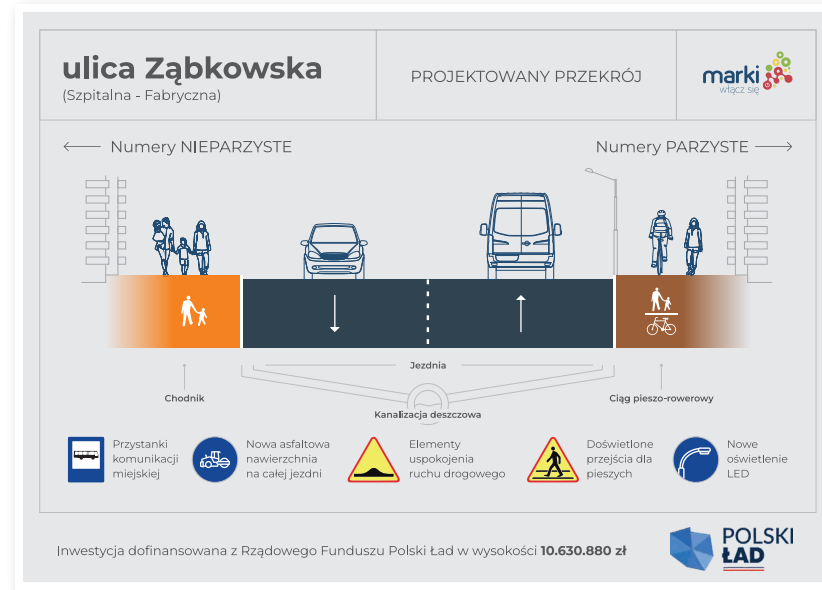 ulica Ząbkowska
(Szpitalna - Fabryczna)
PROJEKTOWANY PRZEKRÓJ
marki
włącz się
Numery NIEPARZYSTE
Numery PARZYSTE
Jezdnia
Chodnik
Kanalizacja deszczowa
Ciąg pieszo-rowerowy
Przystanki
komunikacji
miejskiej
Nowa asfaltowa
nawierzchnia
na całej jezdni
Elementy
uspokojenia
ruchu drogowego
Doświetlone
przejścia dla
pieszych
Nowe
oświetlenie
LED
Inwestycja dofinansowana z Rządowego Funduszu Polski Ład w wysokości 10.630.880 zł
POLSKI
ŁAD